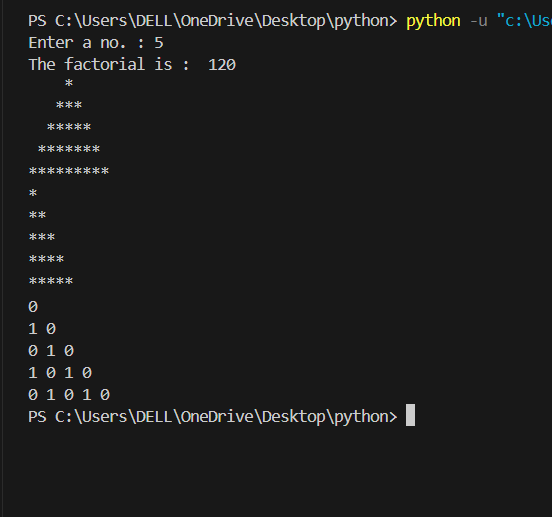 PS C:\Users\DELL\OneDrive\Desktop\python> python -u "c:\Use
Enter a no. : 5
The factorial is :  120
    *
   ***
  *****
 *******
*********
*
**
***
****
*****
0
1 0
0 1 0
1 0 1 0
0 1 0 1 0
PS C:\Users\DELL\OneDrive\Desktop\python>